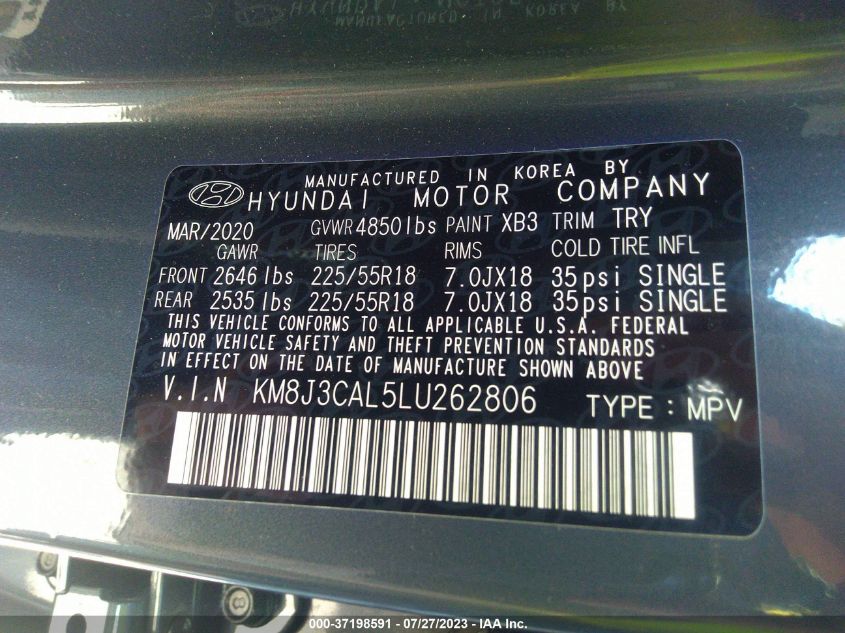 MANUFACTURED IN KOREA BY
HYUNDAI MOTOR COMPANY
MAR/2020 GVWR 4850 lbs PAINT XB3 TRIM TRY
GAWR TIRES RIMS COLD TIRE INFL
FRONT 2646 lbs 225/55R18 7.0JX18 35psi SINGLE
REAR 2535 lbs 225/55R18 7.0JX18 35psi SINGLE
THIS VEHICLE CONFORMS TO ALL APPLICABLE U.S.A. FEDERAL
MOTOR VEHICLE SAFETY AND THEFT PREVENTION STANDARDS
IN EFFECT ON THE DATE OF MANUFACTURE SHOWN ABOVE
V.I.N KM8J3CAL5LU262806 TYPE : MPV
000-37198591 / 07/27/2023 - © IAA Inc.